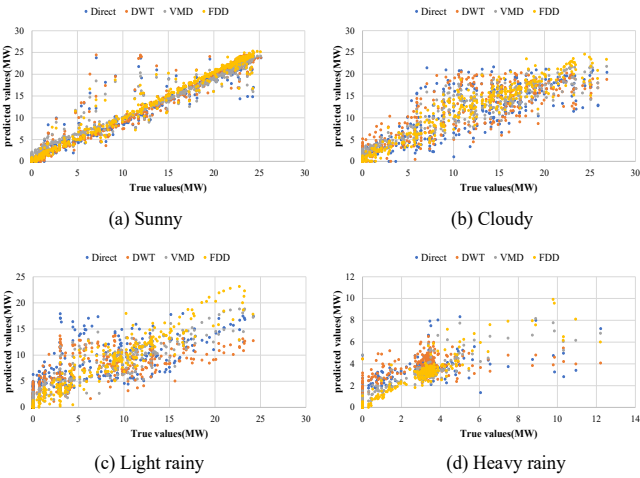 Direct DWT VMD FDD
predicted values(MW)
30
25
20
15
10
5
0
0 5 10 15 20 25 30
True values(MW)
(a) Sunny
Direct DWT VMD FDD
predicted values(MW)
30
25
20
15
10
5
0
0 5 10 15 20 25 30
True values(MW)
(b) Cloudy
Direct DWT VMD FDD
predicted values(MW)
25
20
15
10
5
0
0 5 10 15 20 25 30
True values(MW)
(c) Light rainy
Direct DWT VMD FDD
predicted values(MW)
12
10
8
6
4
2
0
0 2 4 6 8 10 12 14
True values(MW)
(d) Heavy rainy